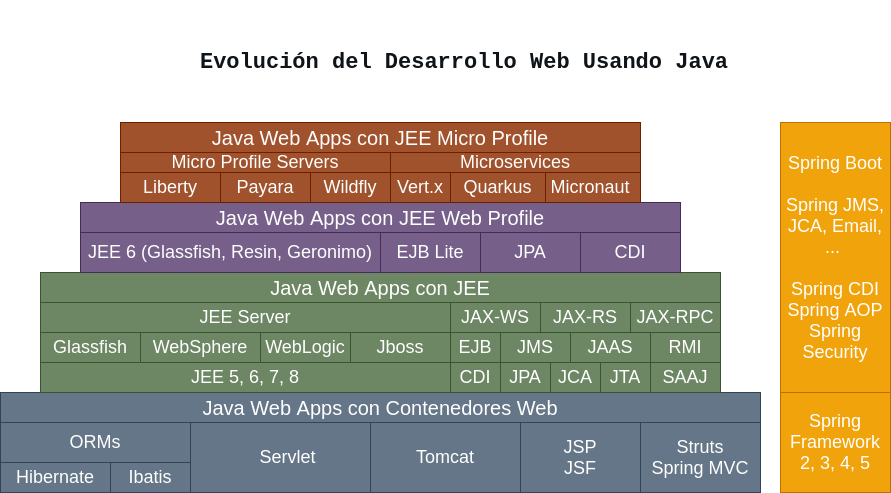 Evolución del Desarrollo Web Usando Java
Java Web Apps con JEE Micro Profile
Micro Profile Servers
Microservices
Liberty
Payara
Wildfly
Vert.x
Quarkus
Micronaut
Java Web Apps con JEE Web Profile
JEE 6 (Glassfish, Resin, Geronimo)
EJB Lite
JPA
CDI
Java Web Apps con JEE
JEE Server
JAX-WS
JAX-RS
JAX-RPC
Glassfish
WebSphere
WebLogic
Jboss
EJB
JMS
JAAS
RMI
JEE 5, 6, 7, 8
CDI
JPA
JCA
JTA
SAAJ
Java Web Apps con Contenedores Web
ORMs
Hibernate
Ibatis
Servlet
Tomcat
JSP
JSF
Struts
Spring MVC
Spring Boot
Spring JMS,
JCA, Email,
...
Spring CDI
Spring AOP
Spring
Security
Spring
Framework
2, 3, 4, 5